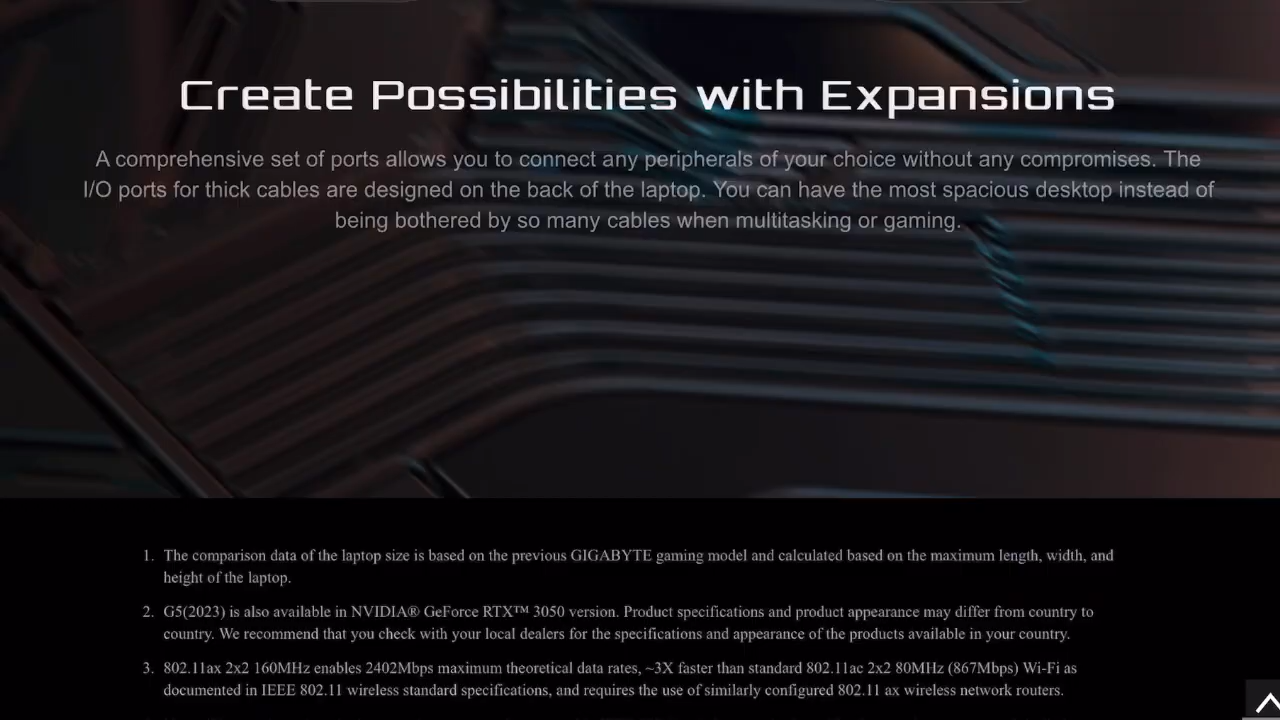 Create Possibilities with Expansions
A comprehensive set of ports allows you to connect any peripherals of your choice without any compromises. The
I/O ports for thick cables are designed on the back of the laptop. You can have the most spacious desktop instead of
being bothered by so many cables when multitasking or gaming.
1. The comparison data of the laptop size is based on the previous GIGABYTE gaming model and calculated based on the maximum length, width, and
height of the laptop.
2. G5(2023) is also available in NVIDIA® GeForce RTX™ 3050 version. Product specifications and product appearance may differ from country to
country. We recommend that you check with your local dealers for the specifications and appearance of the products available in your country.
3. 802.11ax 2x2 160MHz enables 2402Mbps maximum theoretical data rates, ~3X faster than standard 802.11ac 2x2 80MHz (867Mbps) Wi-Fi as
documented in IEEE 802.11 wireless standard specifications, and requires the use of similarly configured 802.11 ax wireless network routers.